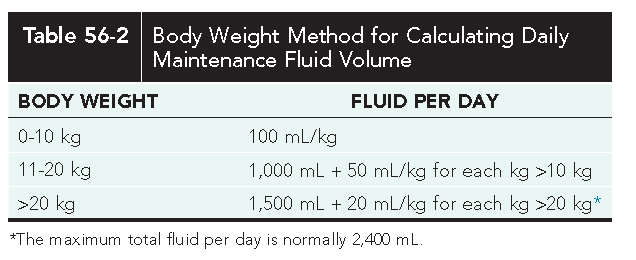 Table 56-2 Body Weight Method for Calculating Daily
Maintenance Fluid Volume
BODY WEIGHT FLUID PER DAY
0-10 kg 100 mL/kg
11-20 kg 1,000 mL + 50 mL/kg for each kg >10 kg
>20 kg 1,500 mL + 20 mL/kg for each kg >20 kg*
*The maximum total fluid per day is normally 2,400 mL.